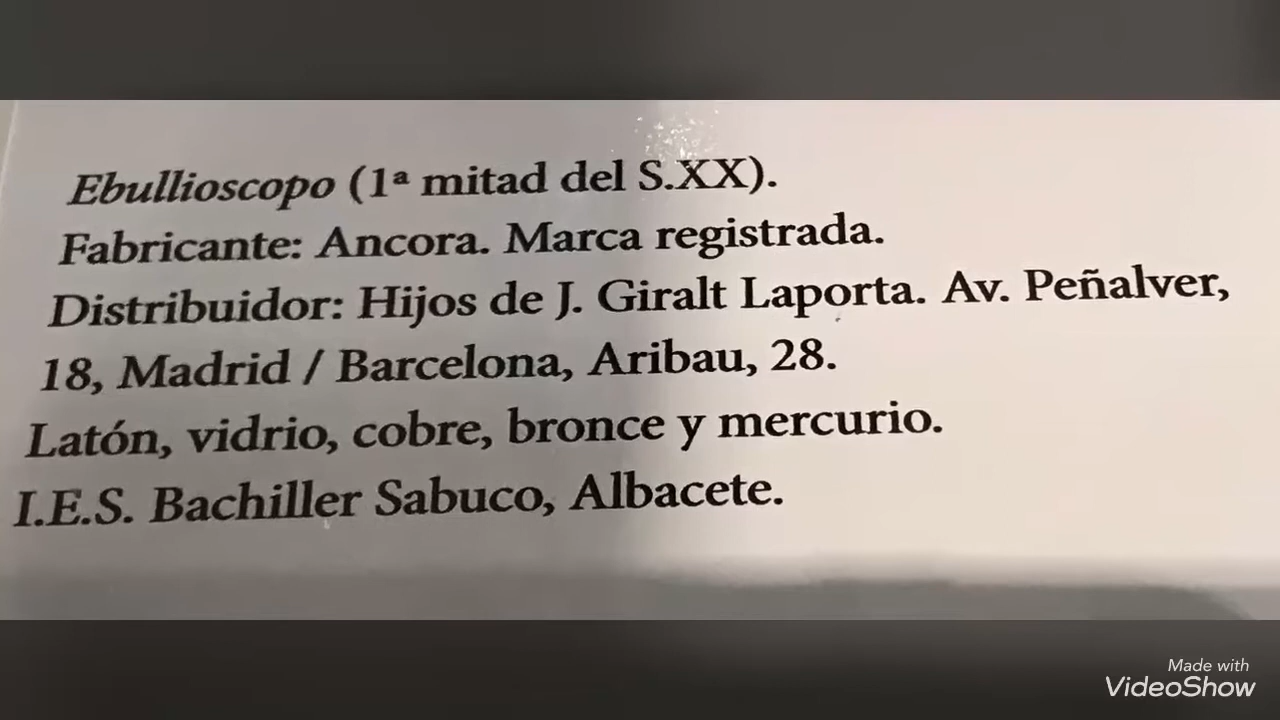 Ebullioscopo (1ª mitad del S.XX).
Fabricante: Ancora. Marca registrada.
Distribuidor: Hijos de J. Giralt Laporta. Av. Peñalver,
18, Madrid / Barcelona, Aribau, 28.
Latón, vidrio, cobre, bronce y mercurio.
I.E.S. Bachiller Sabuco, Albacete.
Made with
VideoShow